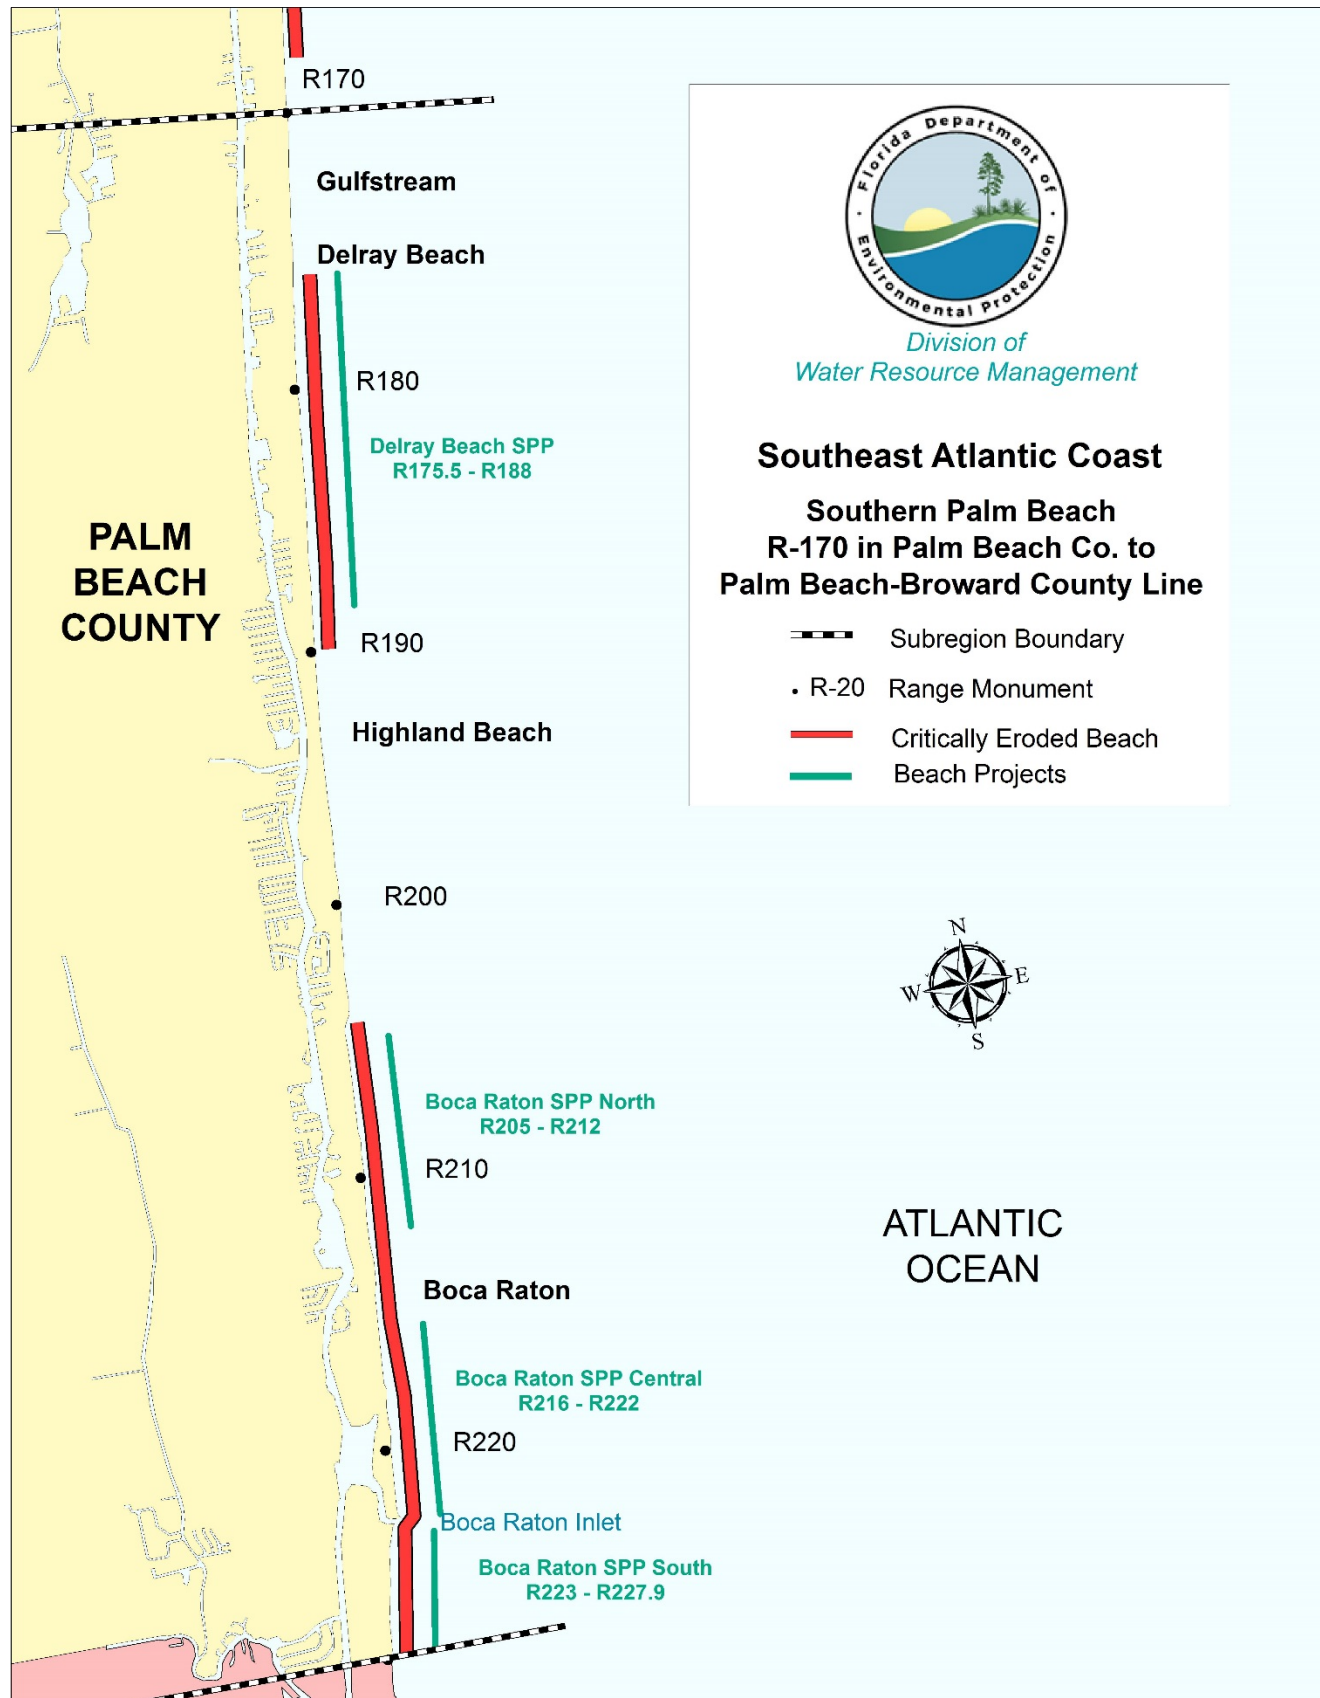 R170
Gulfstream
Delray Beach
R180
Delray Beach SPP
R175.5 - R188
PALM
BEACH
COUNTY
R190
Highland Beach
R200
Boca Raton SPP North
R205 - R212
R210
Boca Raton
Boca Raton SPP Central
R216 - R222
R220
Boca Raton Inlet
Boca Raton SPP South
R223 - R227.9
Florida Department of
Environmental Protection
Division of
Water Resource Management
Southeast Atlantic Coast
Southern Palm Beach
R-170 in Palm Beach Co. to
Palm Beach-Broward County Line
Subregion Boundary
R-20 Range Monument
Critically Eroded Beach
Beach Projects
N
W
E
S
ATLANTIC
OCEAN